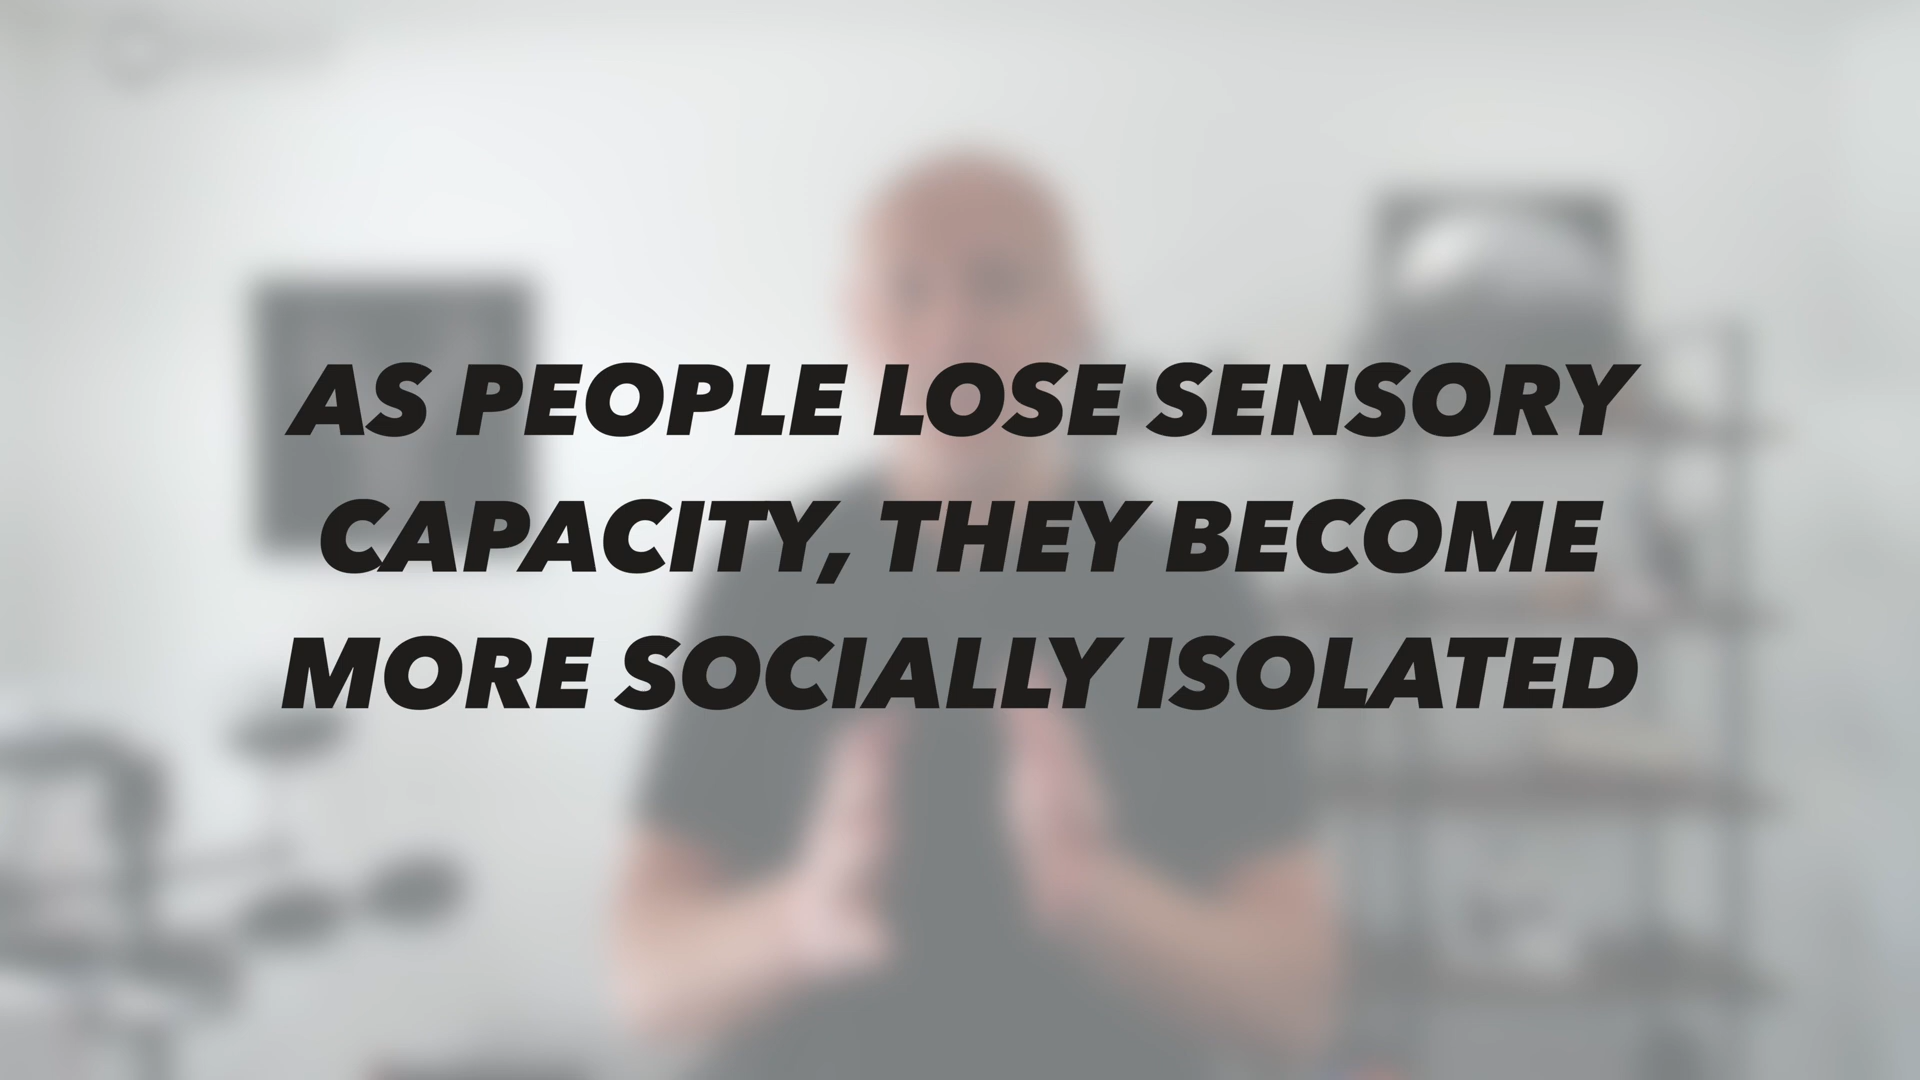 AS PEOPLE LOSE SENSORY
CAPACITY, THEY BECOME
MORE SOCIALLY ISOLATED